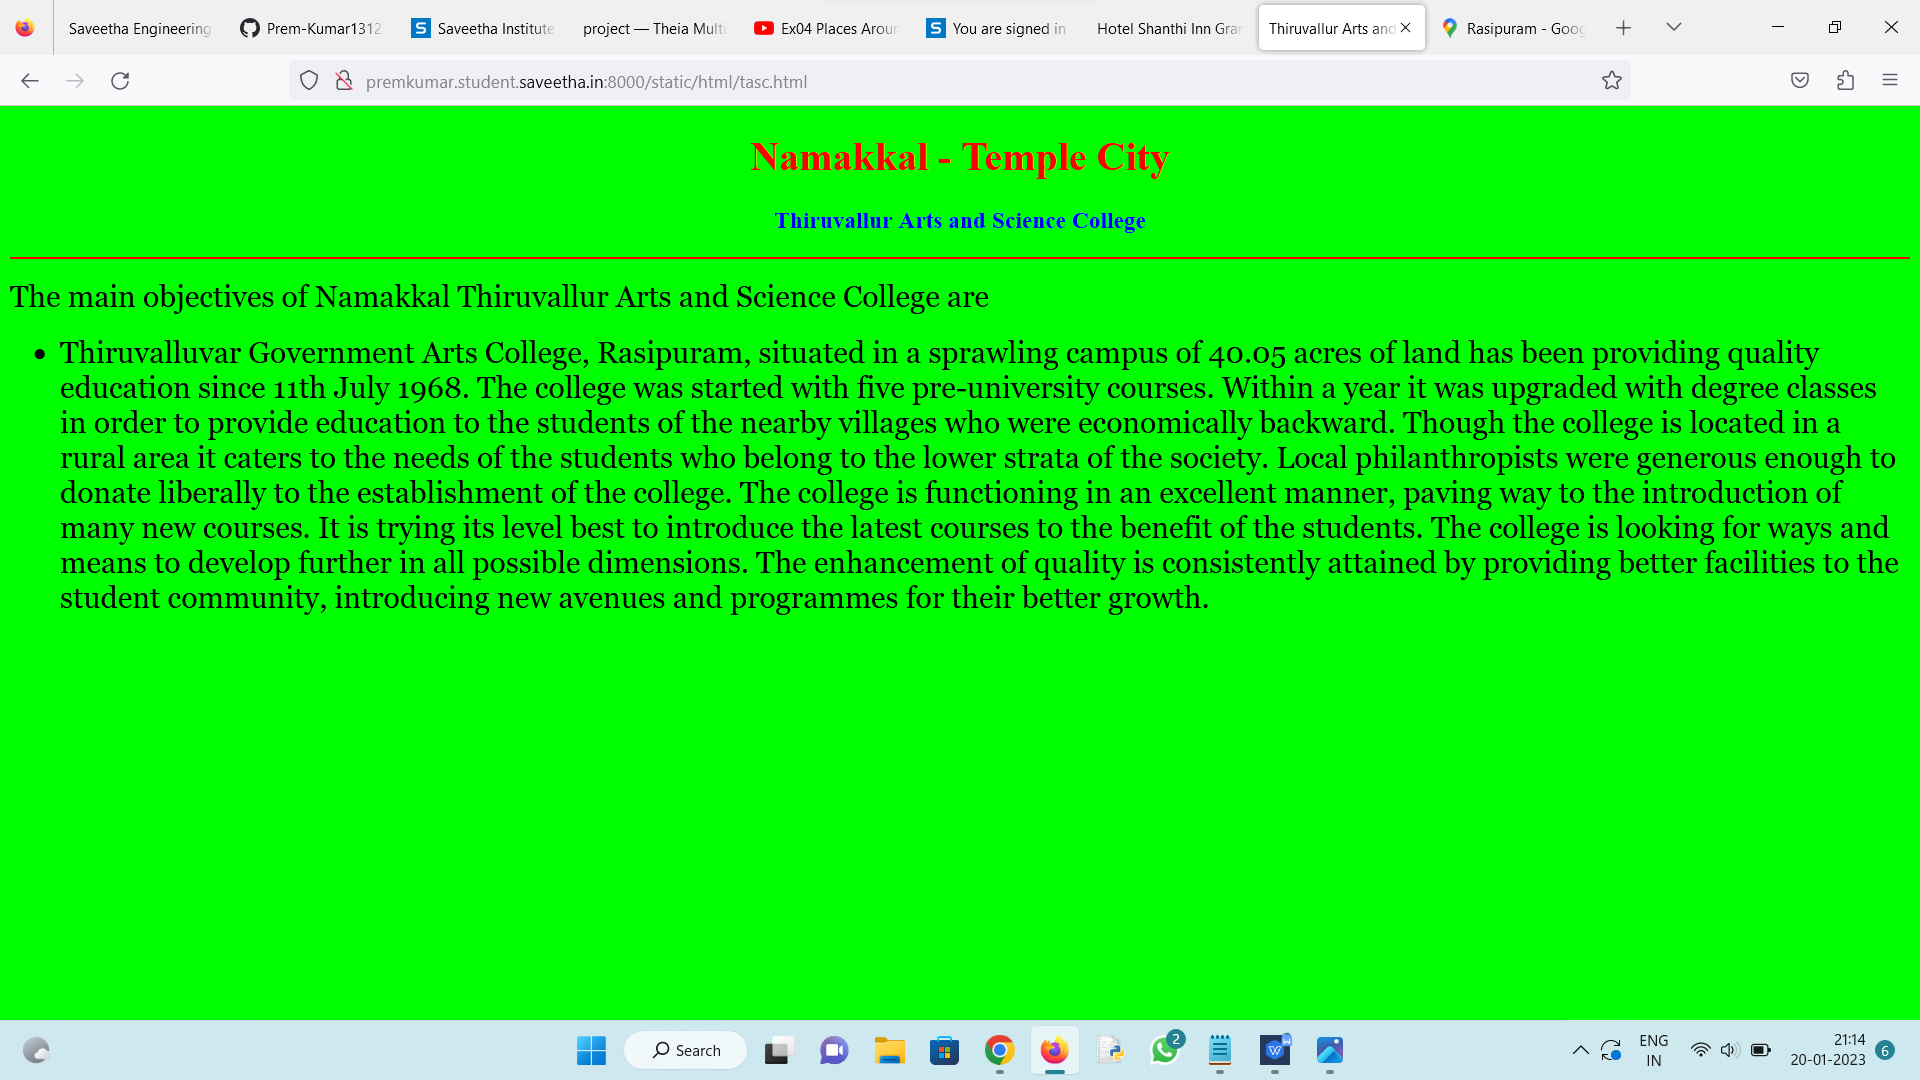 Saveetha Engineering
Prem-Kumar1312
Saveetha Institute
project — Theia Multi
Ex04 Places Aroun
You are signed in
Hotel Shanthi Inn Gran
Thiruvallur Arts and
Rasipuram - Goog
premkumar.student.saveetha.in:8000/static/html/tasc.html
Namakkal - Temple City
Thiruvallur Arts and Science College
The main objectives of Namakkal Thiruvallur Arts and Science College are
• Thiruvalluvar Government Arts College, Rasipuram, situated in a sprawling campus of 40.05 acres of land has been providing quality
education since 11th July 1968. The college was started with five pre-university courses. Within a year it was upgraded with degree classes
in order to provide education to the students of the nearby villages who were economically backward. Though the college is located in a
rural area it caters to the needs of the students who belong to the lower strata of the society. Local philanthropists were generous enough to
donate liberally to the establishment of the college. The college is functioning in an excellent manner, paving way to the introduction of
many new courses. It is trying its level best to introduce the latest courses to the benefit of the students. The college is looking for ways and
means to develop further in all possible dimensions. The enhancement of quality is consistently attained by providing better facilities to the
student community, introducing new avenues and programmes for their better growth.
Search
2
ENG
IN
21:14
20-01-2023
6